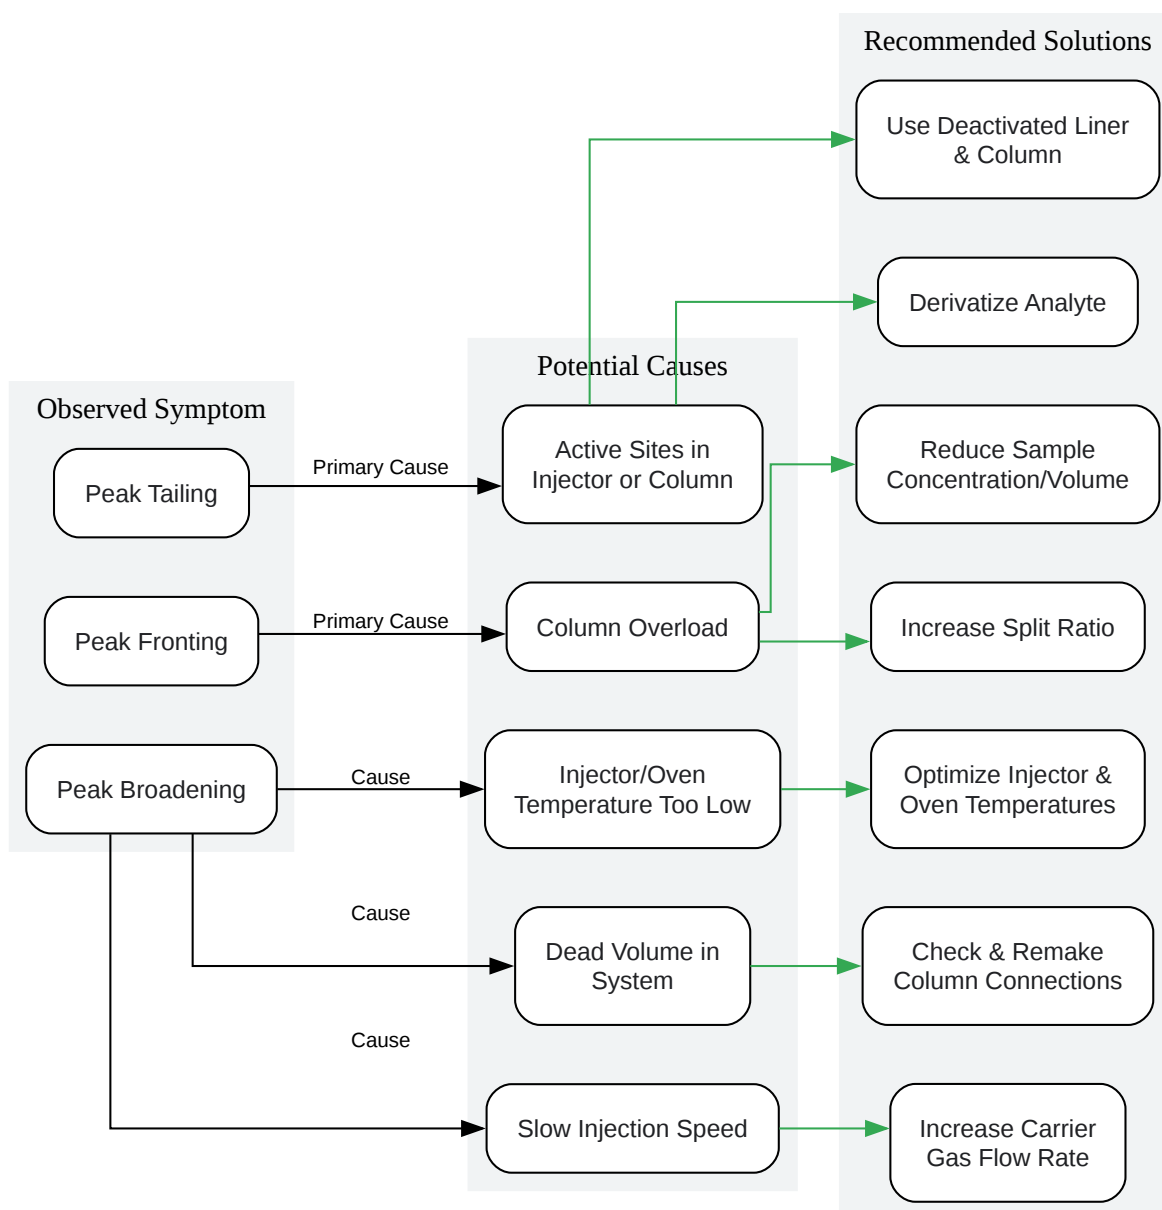 Recommended Solutions
Use Deactivated Liner
& Column
Derivatize Analyte
Potential Causes
Observed Symptom
Peak Tailing
Primary Cause
Active Sites in
Injector or Column
Reduce Sample
Concentration/Volume
Peak Fronting
Primary Cause
Column Overload
Increase Split Ratio
Peak Broadening
Cause
Injector/Oven
Temperature Too Low
Optimize Injector &
Oven Temperatures
Cause
Dead Volume in
System
Check & Remake
Column Connections
Cause
Slow Injection Speed
Increase Carrier
Gas Flow Rate